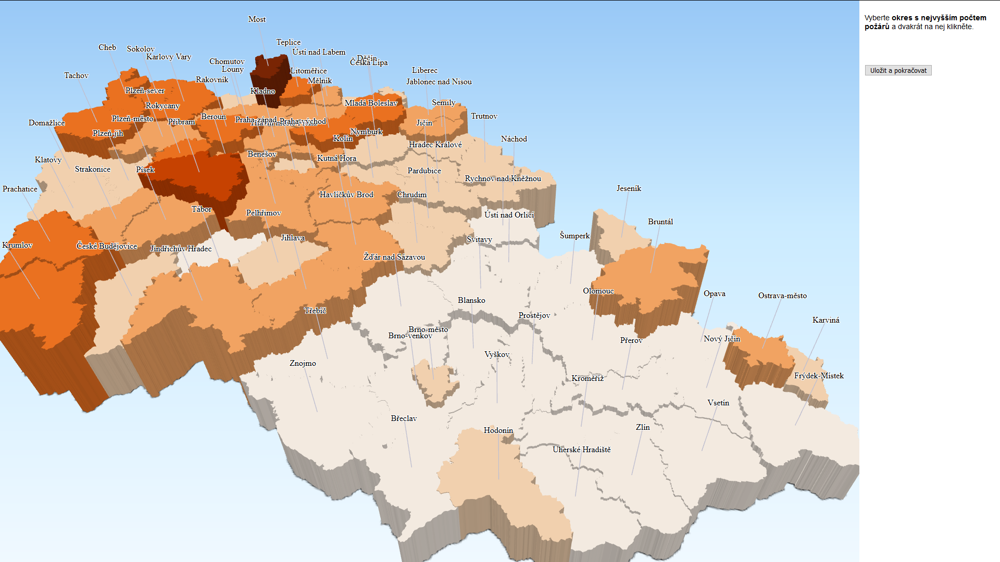 Vyberte okres s nejvyšším počtem
požárů a dvakrát na nej klikněte.
Uložit a pokračovat
Most
Teplice
Cheb
Sokolov
Ústí nad Labem
Karlovy Vary
Děčín
Česká Lípa
Chomutov
Louny
Litoměřice
Liberec
Tachov
Rakovník
Mělník
Jablonec nad Nisou
Plzeň-sever
Kladno
Rokycany
Mladá Boleslav
Semily
Domažlice
Plzeň-město
Příbram
Beroun
Praha-západ
Praha-východ
Jičín
Trutnov
Plzeň-jih
Kolín
Nymburk
Náchod
Hradec Králové
Klatovy
Benešov
Kutná Hora
Strakonice
Písek
Pardubice
Rychnov nad Kněžnou
Prachatice
Havlíčkův Brod
Chrudim
Jeseník
Tábor
Pelhřimov
Ústí nad Orlicí
Bruntál
Krumlov
České Budějovice
Jindřichův Hradec
Jihlava
Svitavy
Šumperk
Žďár nad Sázavou
Olomouc
Opava
Ostrava-město
Třebíč
Blansko
Prostějov
Karviná
Brno-město
Brno-venkov
Přerov
Nový Jičín
Znojmo
Vyškov
Kroměříž
Frýdek-Místek
Vsetín
Břeclav
Hodonín
Zlín
Uherské Hradiště